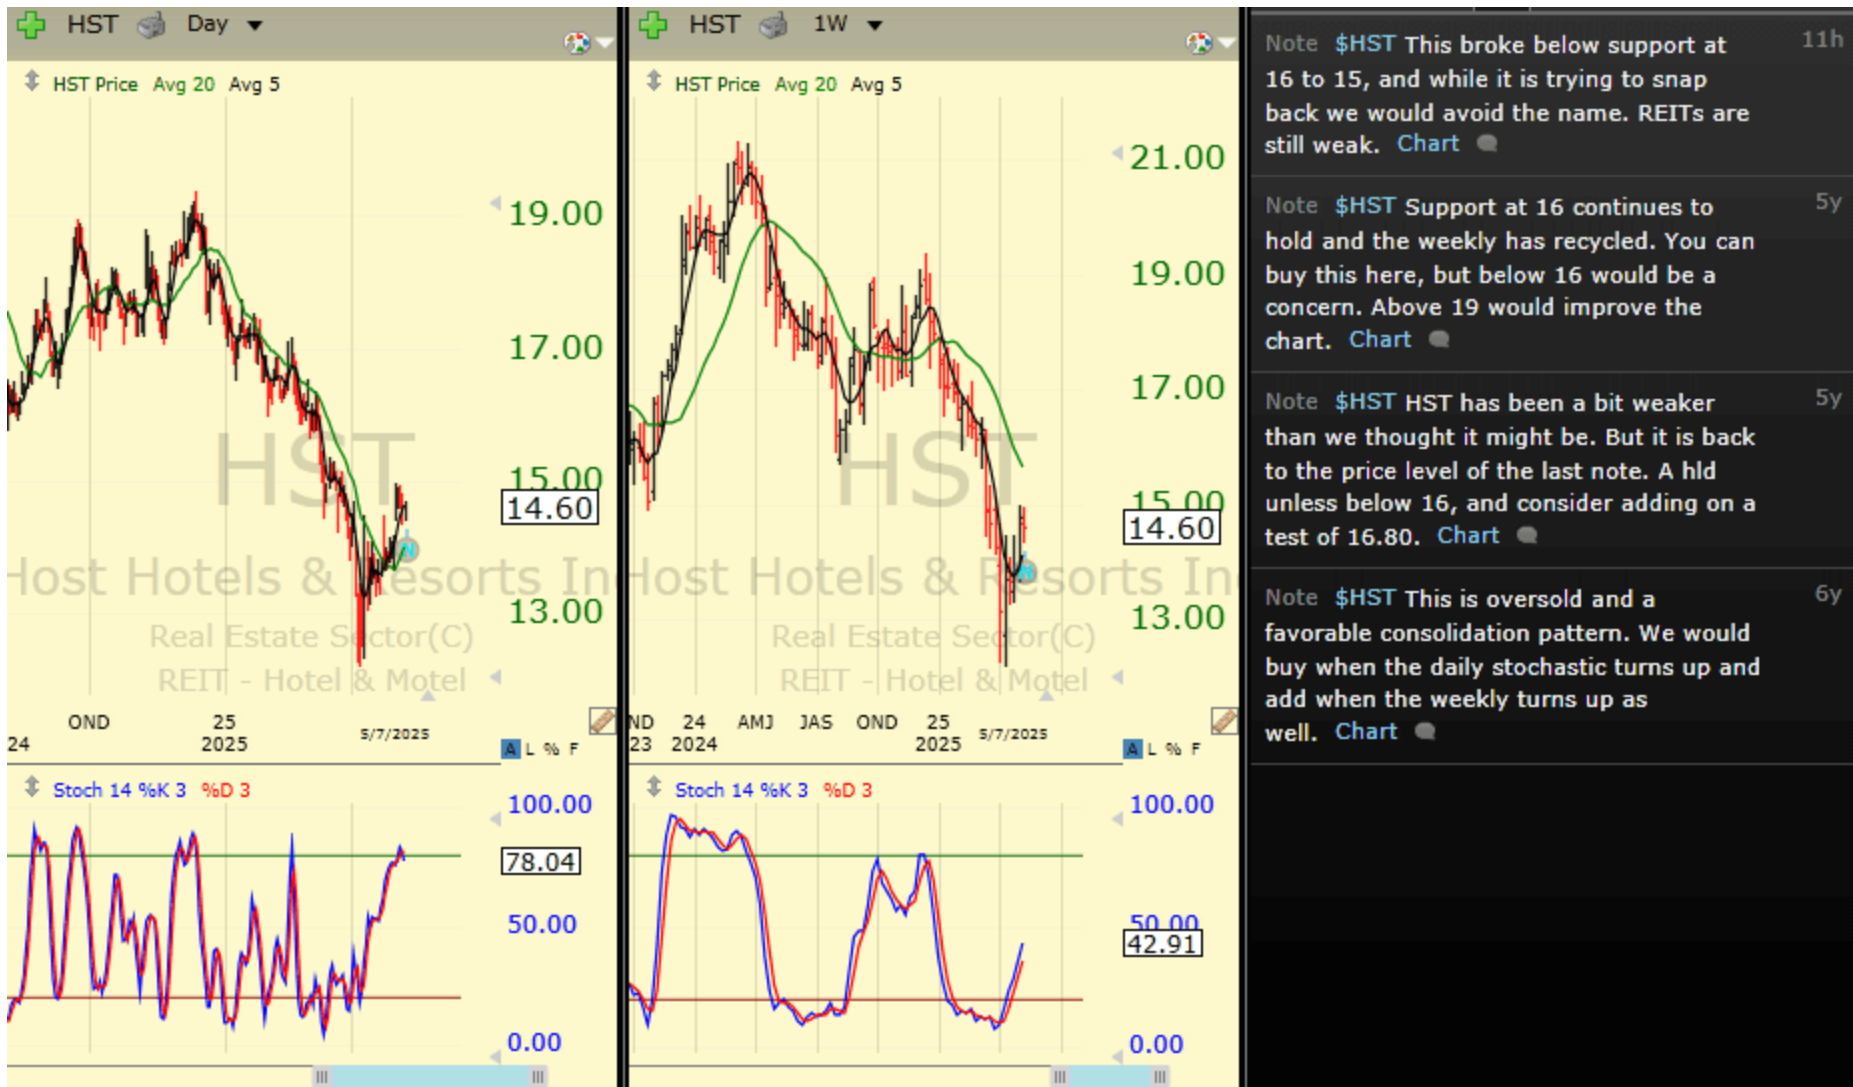 HST Day
HST Price Avg 20 Avg 5
19.00
17.00
15.00
14.60
13.00
HST
Host Hotels & Resorts In
Real Estate Sector(C)
REIT - Hotel & Motel
N
OND 25
24 2025 5/7/2025
A L % F
Stoch 14 %K 3 %D 3
100.00
78.04
50.00
0.00
HST 1W
HST Price Avg 20 Avg 5
21.00
19.00
17.00
15.00
14.60
13.00
HST
Host Hotels & Resorts In
Real Estate Sector(C)
REIT - Hotel & Motel
N
ND 24 AMJ JAS OND 25
23 2024 2025 5/7/2025
A L % F
Stoch 14 %K 3 %D 3
100.00
50.00
42.91
0.00
Note $HST This broke below support at 11h
16 to 15, and while it is trying to snap
back we would avoid the name. REITs are
still weak. Chart
Note $HST Support at 16 continues to 5y
hold and the weekly has recycled. You can
buy this here, but below 16 would be a
concern. Above 19 would improve the
chart. Chart
Note $HST HST has been a bit weaker 5y
than we thought it might be. But it is back
to the price level of the last note. A hld
unless below 16, and consider adding on a
test of 16.80. Chart
Note $HST This is oversold and a 6y
favorable consolidation pattern. We would
buy when the daily stochastic turns up and
add when the weekly turns up as
well. Chart